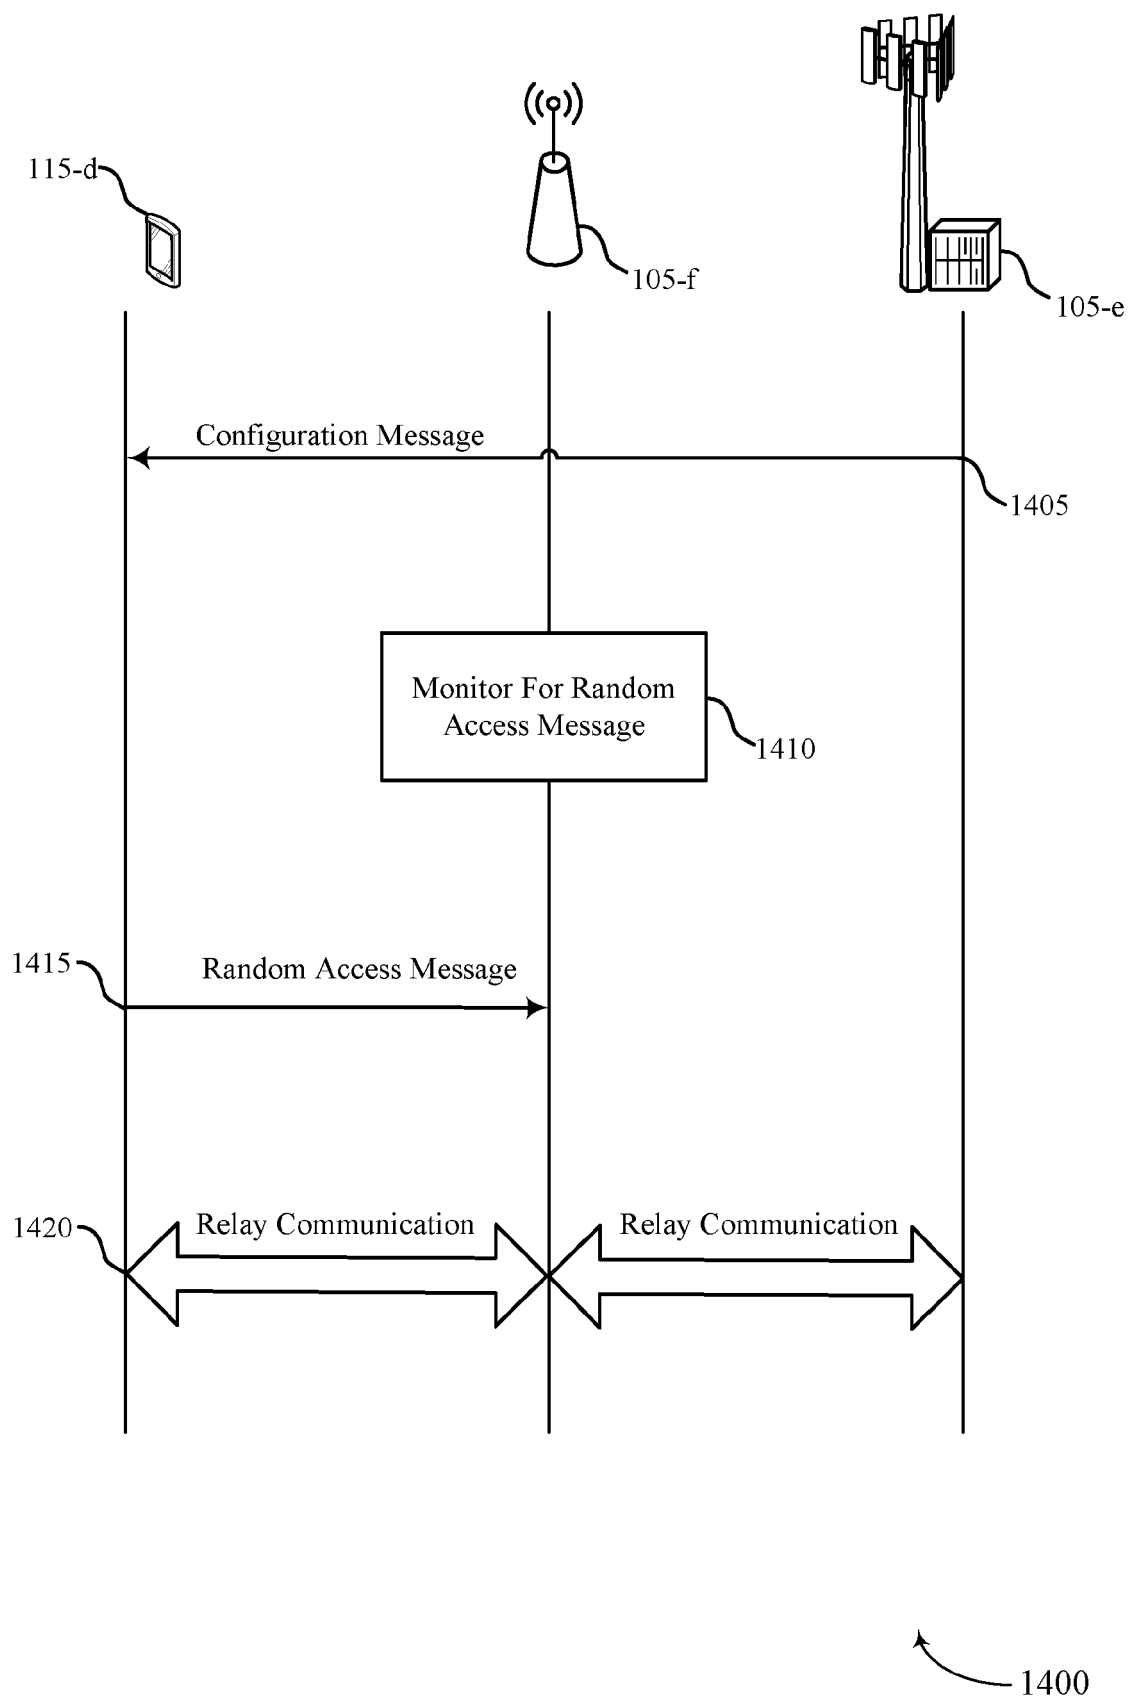 115-d
105-f
105-e
Configuration Message
1405
Monitor For Random
Access Message
1410
1415
Random Access Message
1420
Relay Communication
Relay Communication
1400